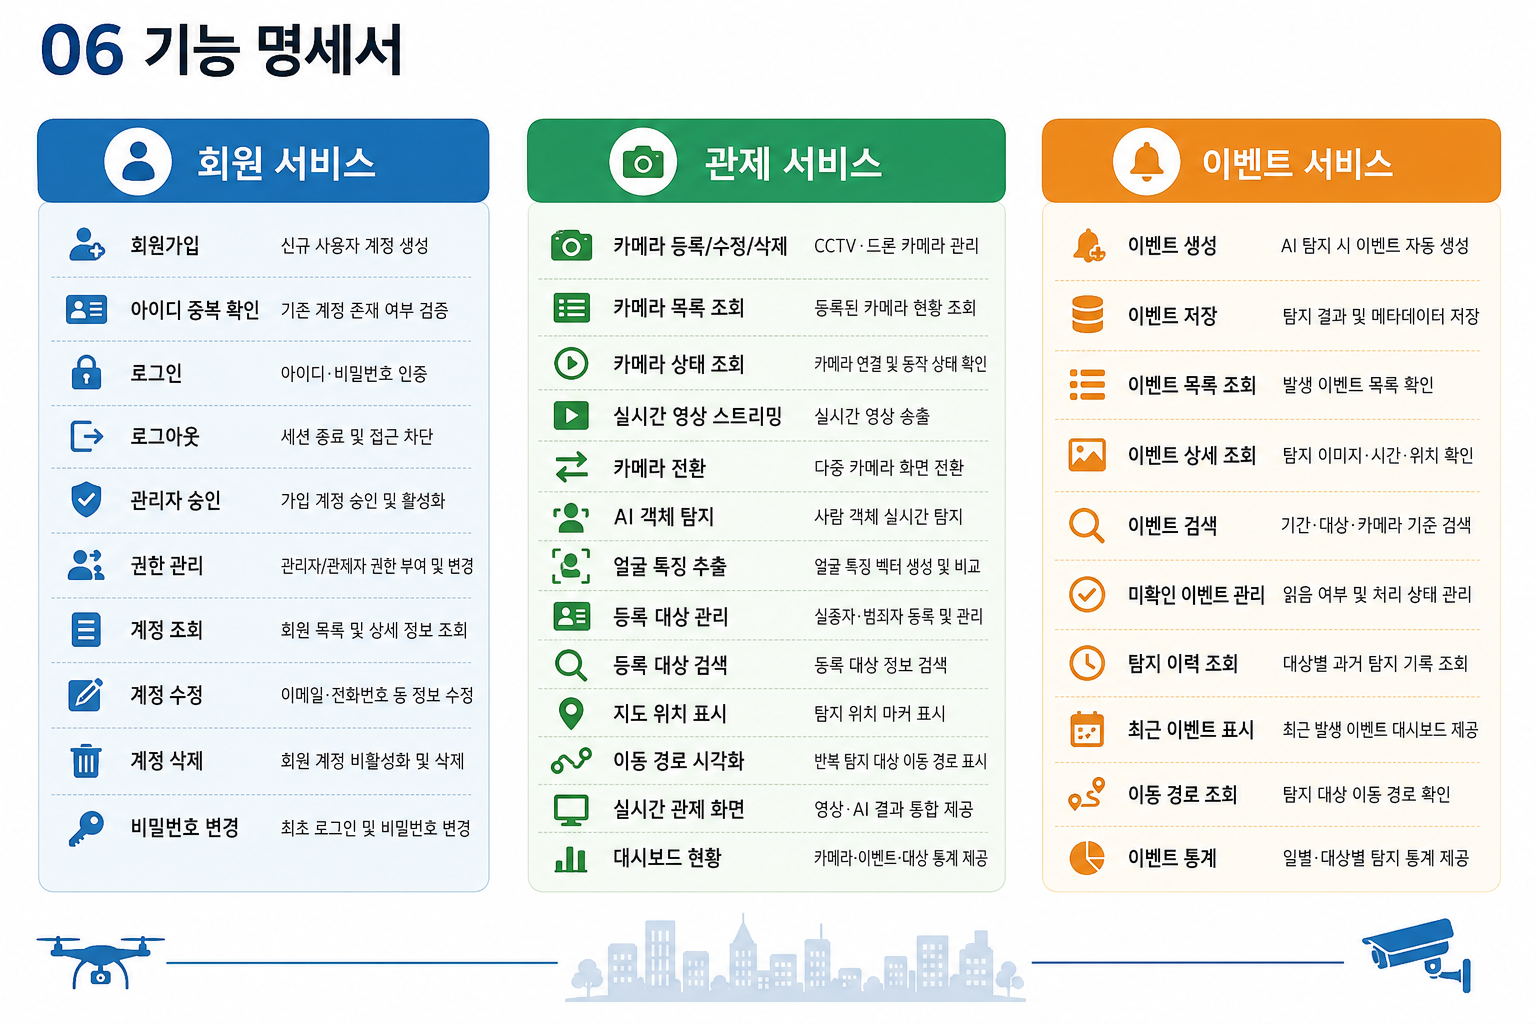 06 기능 명세서
회원 서비스
회원가입 신규 사용자 계정 생성
아이디 중복 확인 기존 계정 존재 여부 검증
로그인 아이디·비밀번호 인증
로그아웃 세션 종료 및 접근 차단
관리자 승인 가입 계정 승인 및 활성화
권한 관리 관리자/관제자 권한 부여 및 변경
계정 조회 회원 목록 및 상세 정보 조회
계정 수정 이메일·전화번호 등 정보 수정
계정 삭제 회원 계정 비활성화 및 삭제
비밀번호 변경 최초 로그인 및 비밀번호 변경
관제 서비스
카메라 등록/수정/삭제 CCTV·드론 카메라 관리
카메라 목록 조회 등록된 카메라 현황 조회
카메라 상태 조회 카메라 연결 및 동작 상태 확인
실시간 영상 스트리밍 실시간 영상 송출
카메라 전환 다중 카메라 화면 전환
AI 객체 탐지 사람 객체 실시간 탐지
얼굴 특징 추출 얼굴 특징 벡터 생성 및 비교
등록 대상 관리 실종자·범죄자 등록 및 관리
등록 대상 검색 등록 대상 정보 검색
지도 위치 표시 탐지 위치 마커 표시
이동 경로 시각화 반복 탐지 대상 이동 경로 표시
실시간 관제 화면 영상·AI 결과 통합 제공
대시보드 현황 카메라·이벤트·대상 통계 제공
이벤트 서비스
이벤트 생성 AI 탐지 시 이벤트 자동 생성
이벤트 저장 탐지 결과 및 메타데이터 저장
이벤트 목록 조회 발생 이벤트 목록 확인
이벤트 상세 조회 탐지 이미지·시간·위치 확인
이벤트 검색 기간·대상·카메라 기준 검색
미확인 이벤트 관리 읽음 여부 및 처리 상태 관리
탐지 이력 조회 대상별 과거 탐지 기록 조회
최근 이벤트 표시 최근 발생 이벤트 대시보드 제공
이동 경로 조회 탐지 대상 이동 경로 확인
이벤트 통계 일별·대상별 탐지 통계 제공